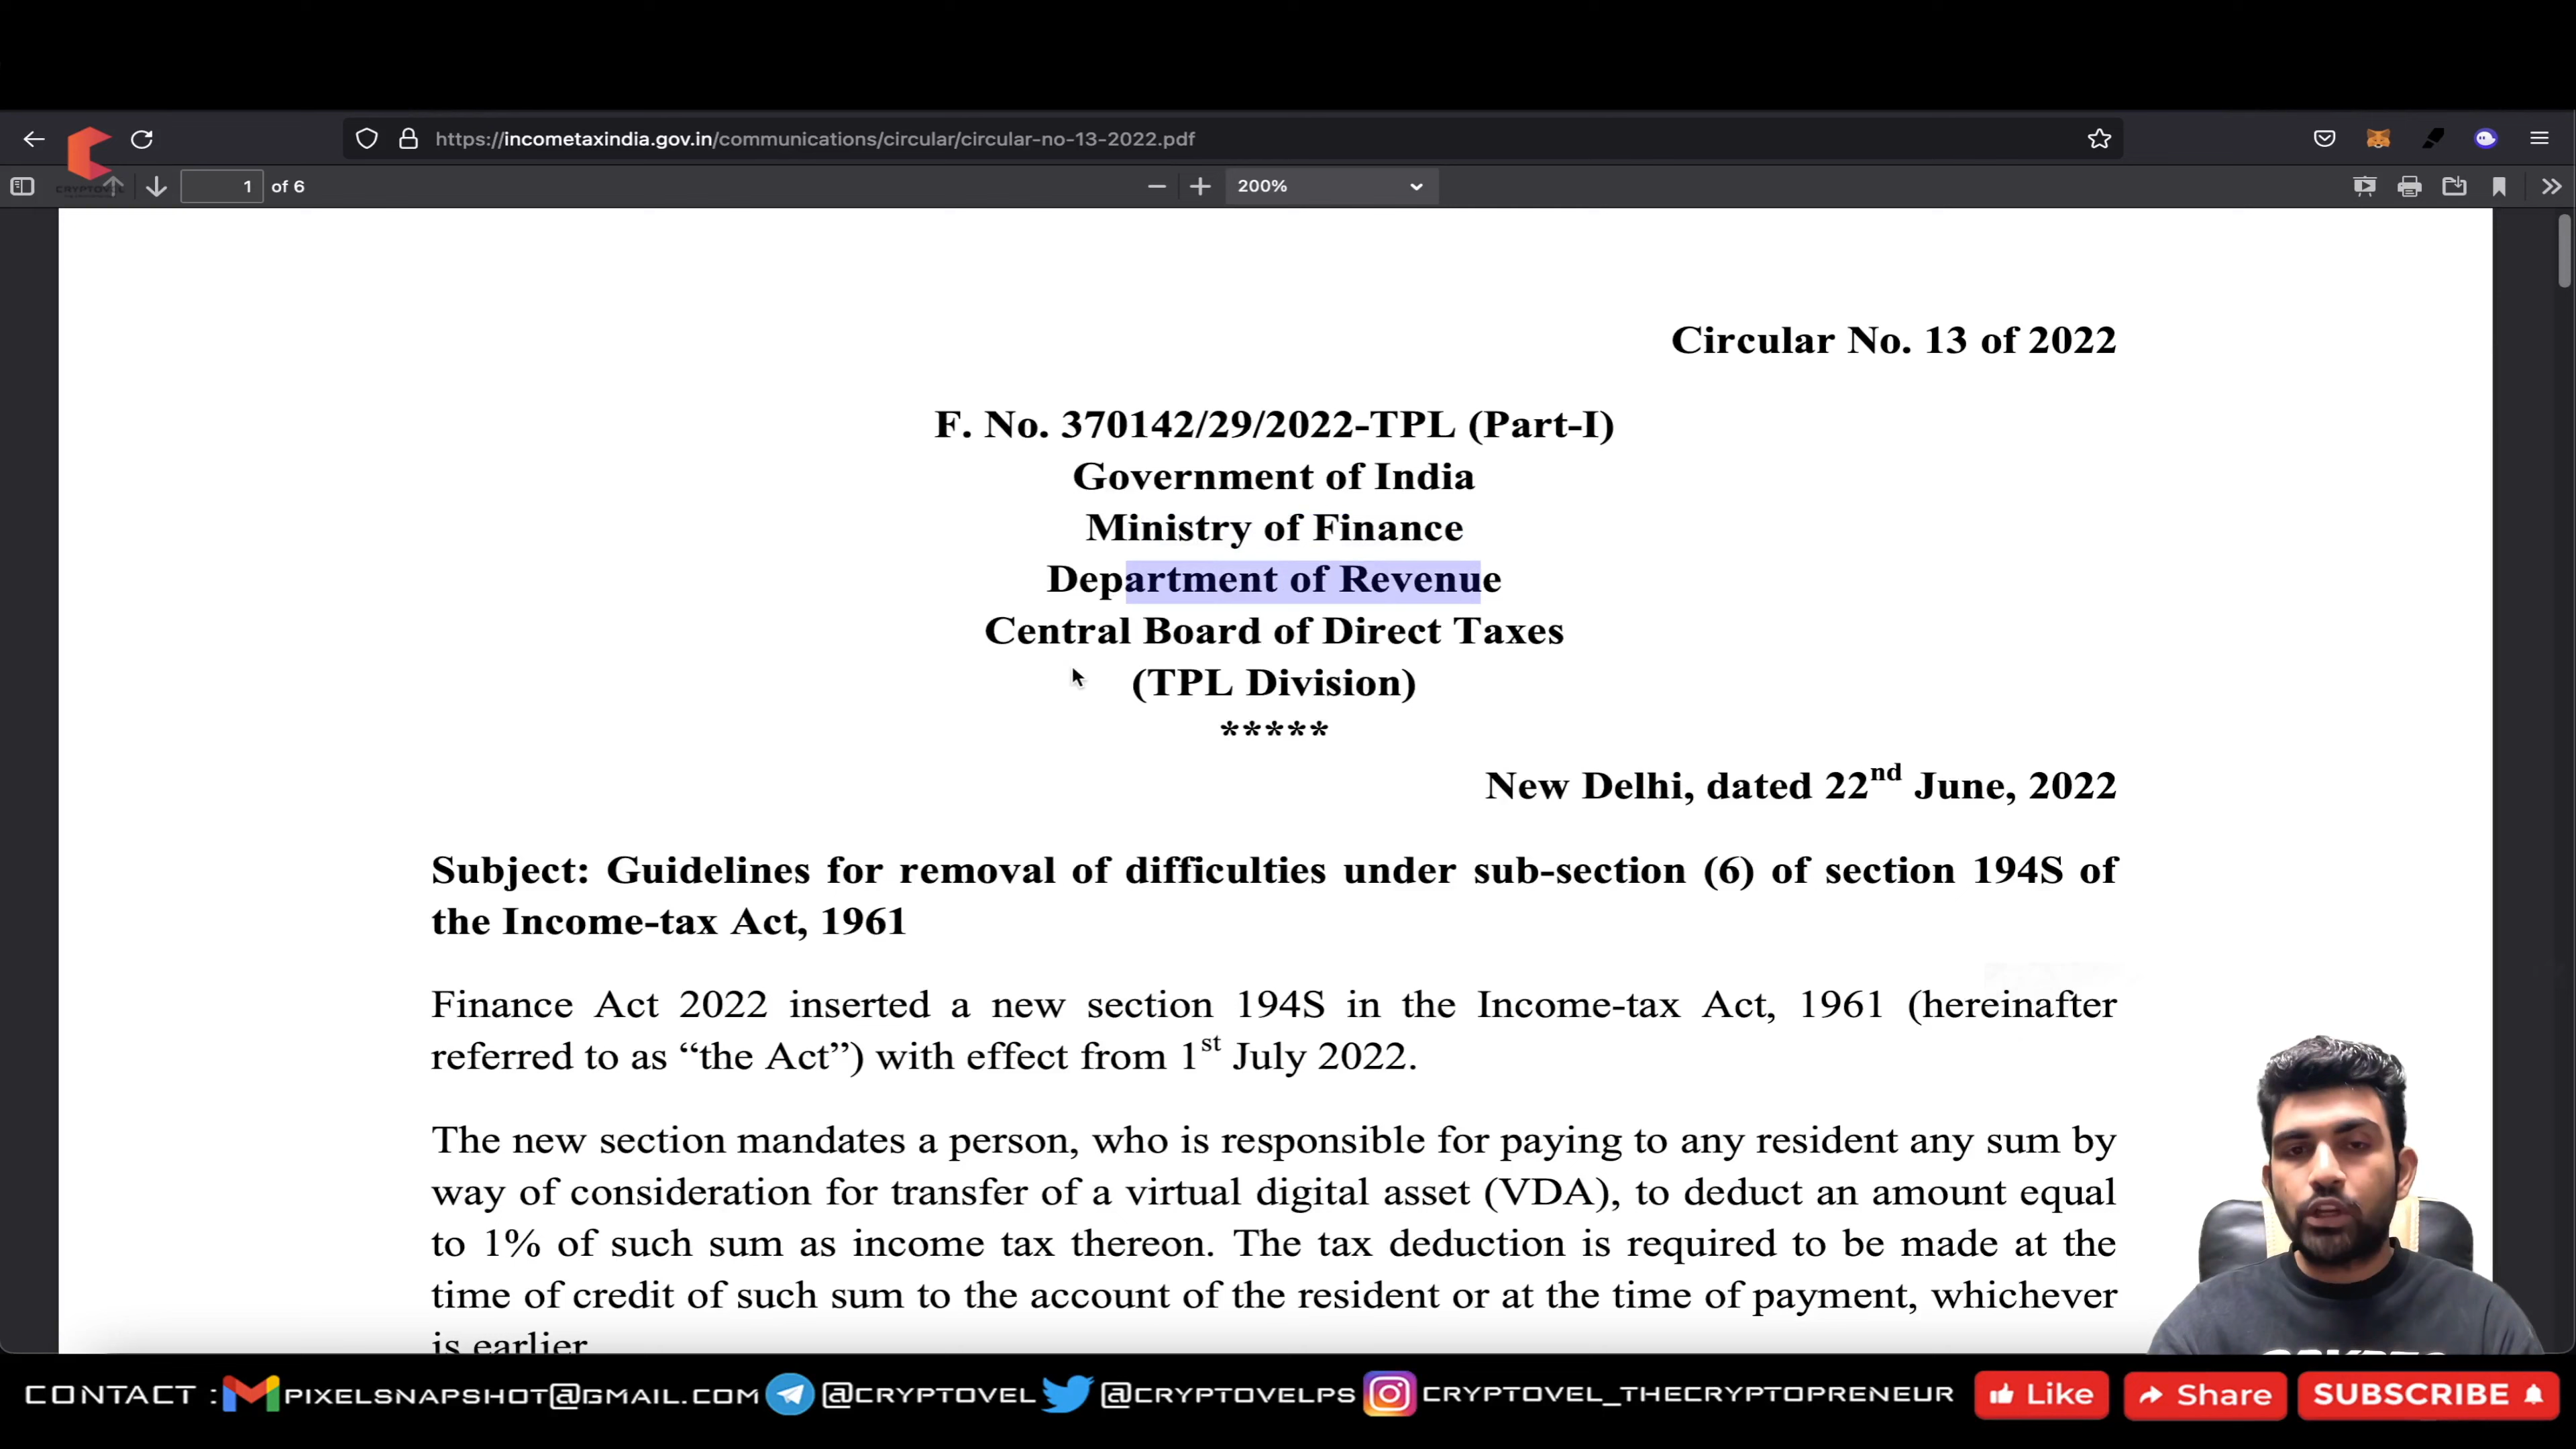 https://incometaxindia.gov.in/communications/circular/circular-no-13-2022.pdf
CRYPTOVEL
1 of 6
200%
Circular No. 13 of 2022
F. No. 370142/29/2022-TPL (Part-I)
Government of India
Ministry of Finance
Department of Revenue
Central Board of Direct Taxes
(TPL Division)
*****
New Delhi, dated 22nd June, 2022
Subject: Guidelines for removal of difficulties under sub-section (6) of section 194S of
the Income-tax Act, 1961
Finance Act 2022 inserted a new section 194S in the Income-tax Act, 1961 (hereinafter
referred to as “the Act”) with effect from 1st July 2022.
The new section mandates a person, who is responsible for paying to any resident any sum by
way of consideration for transfer of a virtual digital asset (VDA), to deduct an amount equal
to 1% of such sum as income tax thereon. The tax deduction is required to be made at the
time of credit of such sum to the account of the resident or at the time of payment, whichever
is earlier
CONTACT : PIXELSNAPSHOT@GMAIL.COM @CRYPTOVEL @CRYPTOVELPS CRYPTOVEL_THECRYPTOPRENEUR Like Share SUBSCRIBE